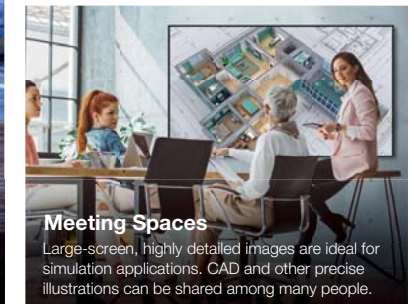 Meeting Spaces
Large-screen, highly detailed images are ideal for
simulation applications. CAD and other precise
illustrations can be shared among many people.